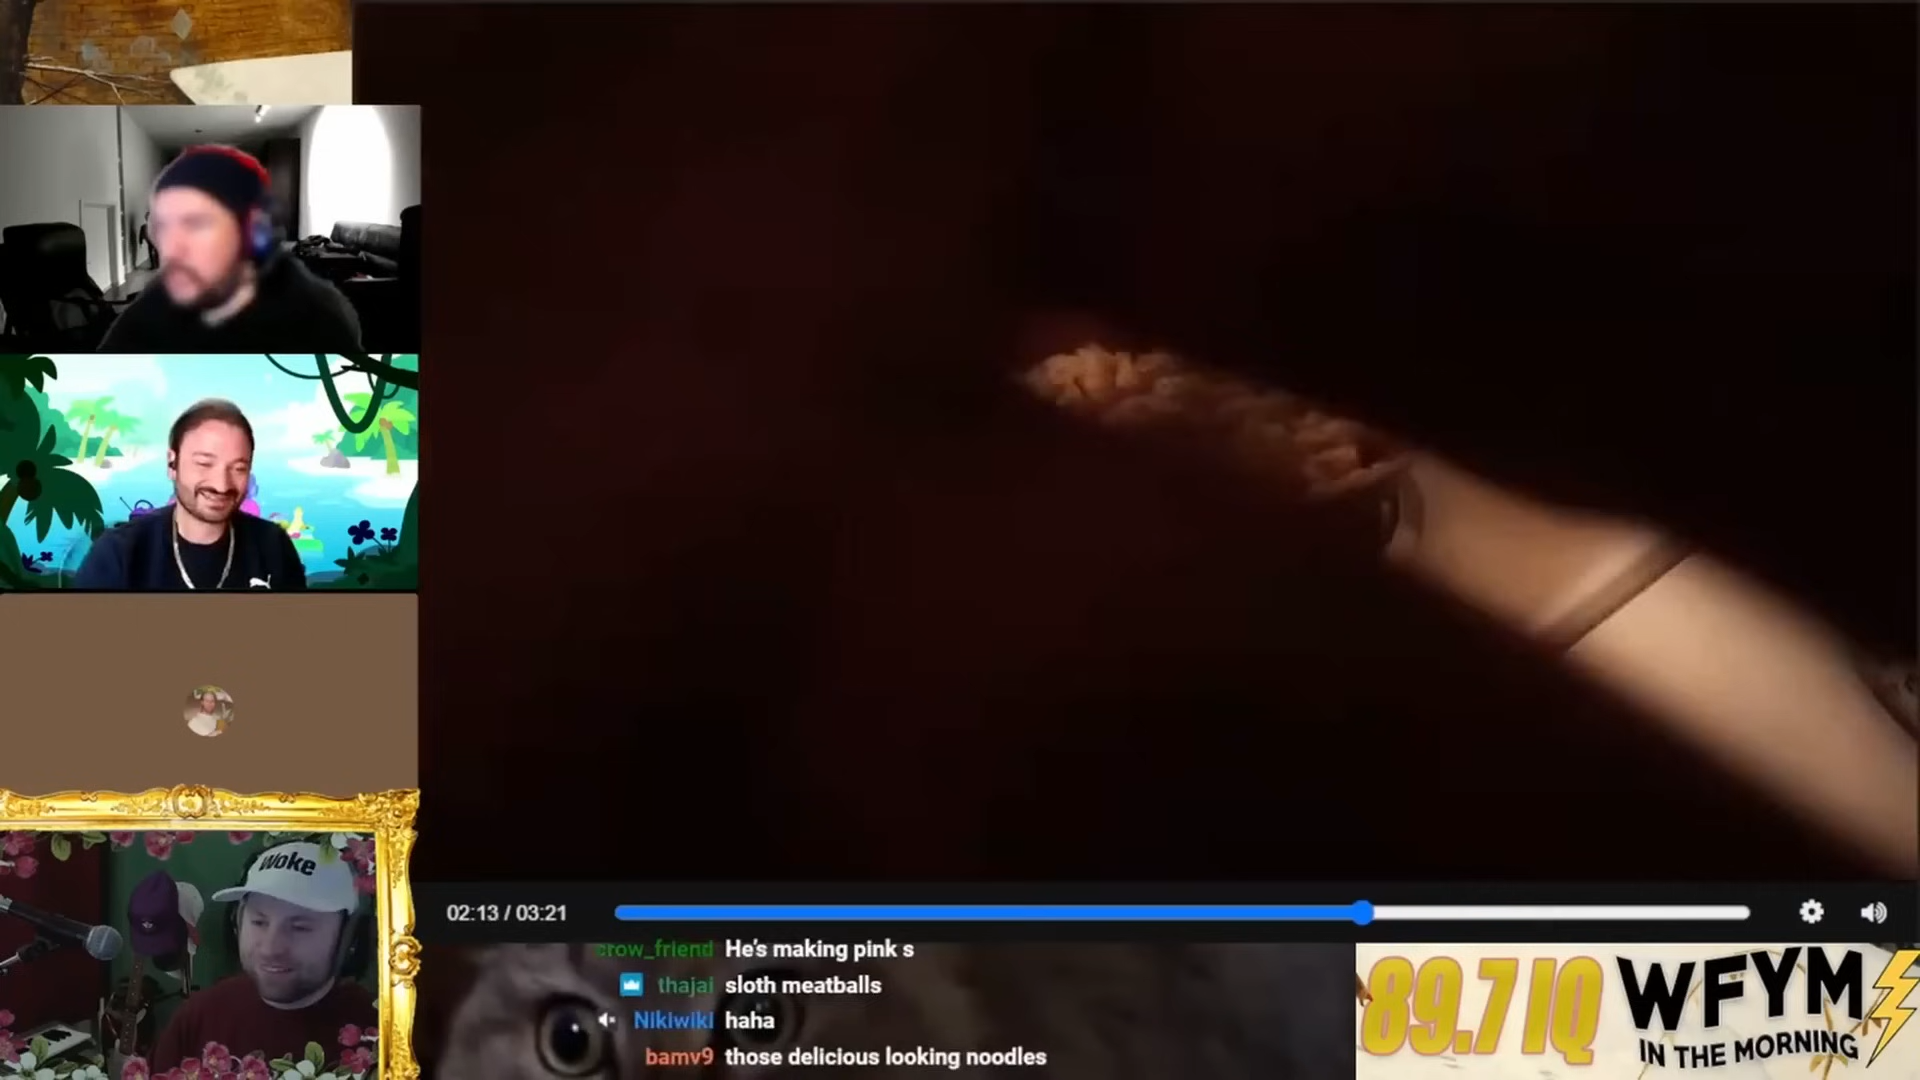 Woke
02:13 / 03:21
crow_friend He's making pink s
thajai sloth meatballs
Nikiwiki haha
bamv9 those delicious looking noodles
89.7 IQ
WFYM
IN THE MORNING